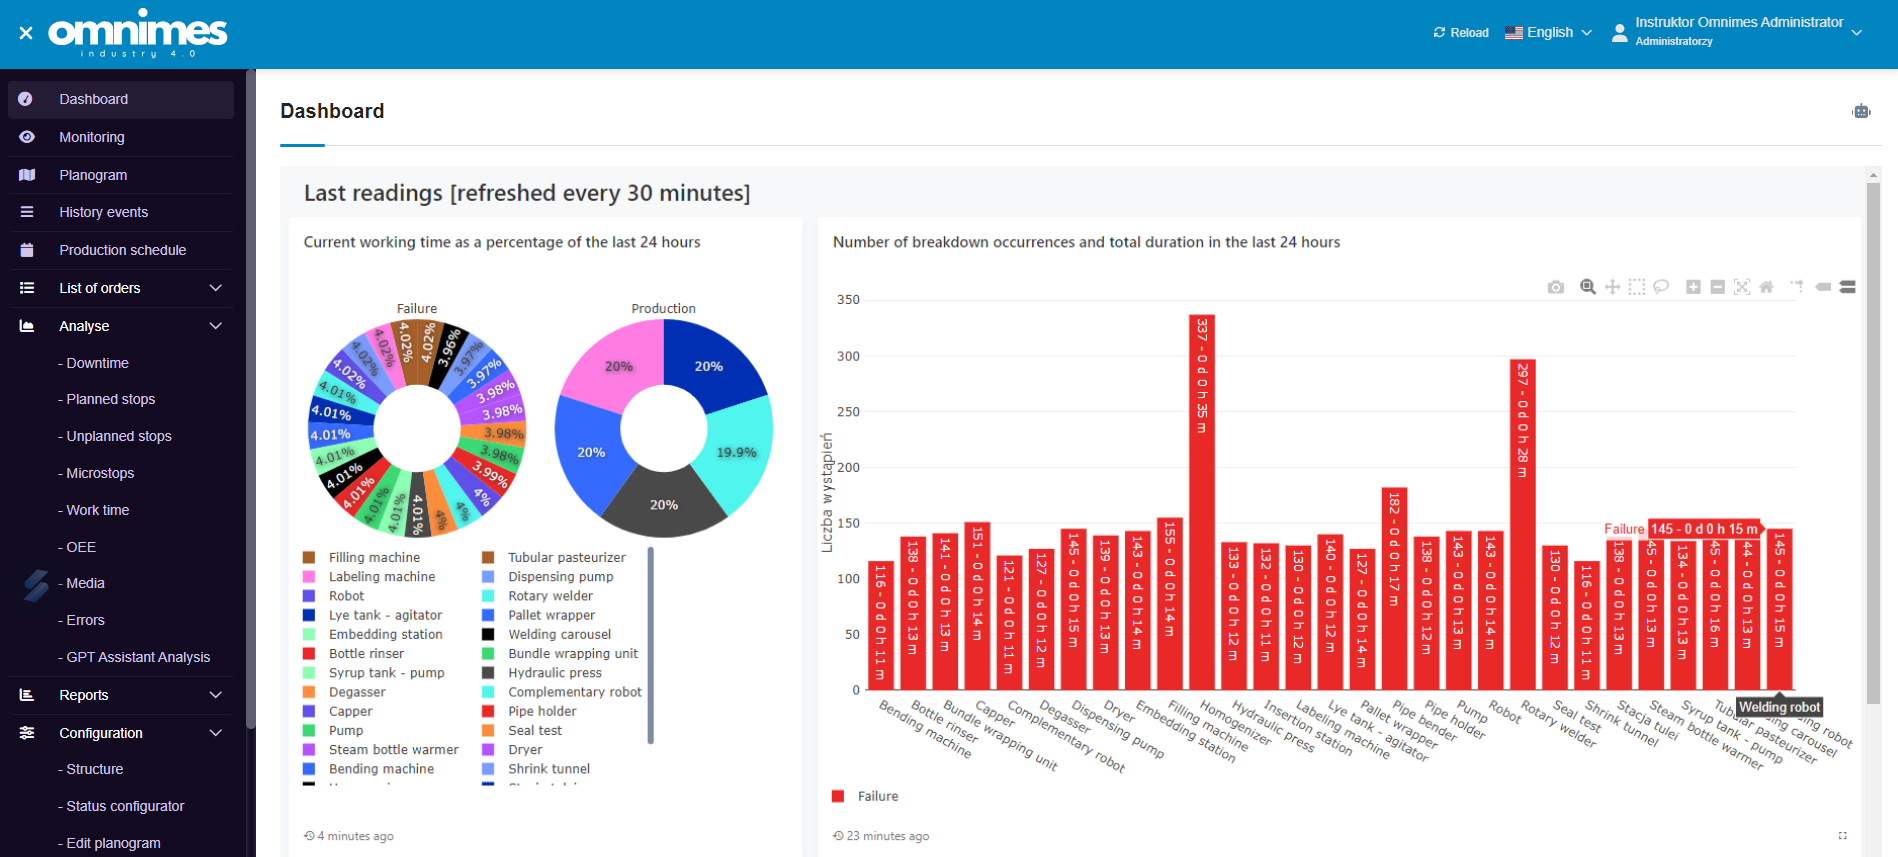 omnimes
industry 4.0
Reload
English
Instruktor Omnimes Administrator
Administratorzy
Dashboard
Monitoring
Planogram
History events
Production schedule
List of orders
Analyse
- Downtime
- Planned stops
- Unplanned stops
- Microstops
- Work time
- OEE
- Media
- Errors
- GPT Assistant Analysis
Reports
Configuration
- Structure
- Status configurator
- Edit planogram
Dashboard
Last readings [refreshed every 30 minutes]
Current working time as a percentage of the last 24 hours
Failure
4.02%
3.96%
3.97%
3.97%
3.98%
3.98%
3.98%
3.98%
3.99%
4%
4%
4%
4.01%
4.01%
4.01%
4.01%
4.01%
4.01%
4.01%
4.01%
4.01%
4.02%
4.02%
4.02%
4.02%
Production
20%
19.9%
20%
20%
20%
Filling machine
Labeling machine
Robot
Lye tank - agitator
Embedding station
Bottle rinser
Syrup tank - pump
Degasser
Capper
Pump
Steam bottle warmer
Bending machine
Tubular pasteurizer
Dispensing pump
Rotary welder
Pallet wrapper
Welding carousel
Bundle wrapping unit
Hydraulic press
Complementary robot
Pipe holder
Seal test
Dryer
Shrink tunnel
4 minutes ago
Number of breakdown occurrences and total duration in the last 24 hours
Liczba wystąpień
350
300
250
200
150
100
50
0
116 - 0 d 0 h 11 m
138 - 0 d 0 h 13 m
141 - 0 d 0 h 13 m
151 - 0 d 0 h 14 m
121 - 0 d 0 h 11 m
127 - 0 d 0 h 12 m
145 - 0 d 0 h 15 m
139 - 0 d 0 h 13 m
143 - 0 d 0 h 14 m
155 - 0 d 0 h 14 m
337 - 0 d 0 h 35 m
133 - 0 d 0 h 12 m
132 - 0 d 0 h 11 m
130 - 0 d 0 h 12 m
140 - 0 d 0 h 12 m
127 - 0 d 0 h 14 m
182 - 0 d 0 h 17 m
138 - 0 d 0 h 12 m
143 - 0 d 0 h 13 m
143 - 0 d 0 h 14 m
297 - 0 d 0 h 28 m
130 - 0 d 0 h 12 m
116 - 0 d 0 h 11 m
138 - 0 d 0 h 13 m
45 - 0 d 0 h 13 m
134 - 0 d 0 h 13 m
45 - 0 d 0 h 16 m
44 - 0 d 0 h 13 m
145 - 0 d 0 h 15 m
Failure 145 - 0 d 0 h 15 m
Bending machine
Bottle rinser
Bundle wrapping unit
Capper
Complementary robot
Degasser
Dispensing pump
Dryer
Embedding station
Filling machine
Homogenizer
Hydraulic press
Insertion station
Labeling machine
Lye tank - agitator
Pallet wrapper
Pipe bender
Pipe holder
Pump
Robot
Rotary welder
Seal test
Shrink tunnel
Stacja tulei
Steam bottle warmer
Syrup tank - pump
Tubular pasteurizer
carousel
robot
Welding robot
Failure
23 minutes ago